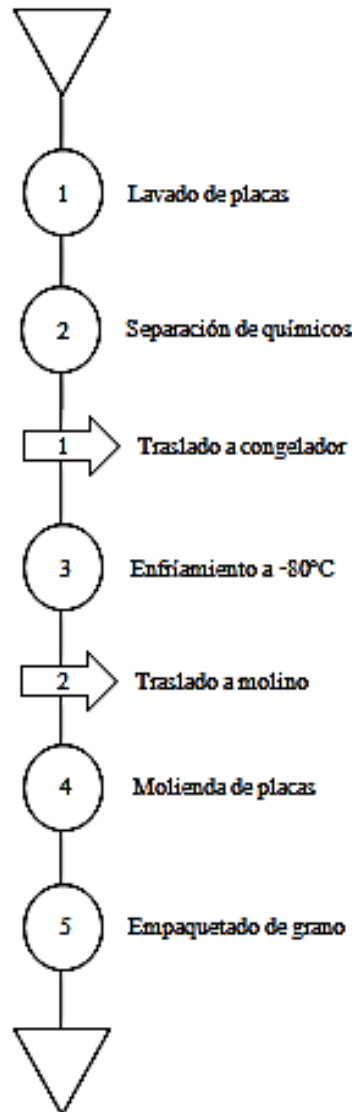 1 Lavado de placas
2 Separación de químicos
1 Traslado a congelador
3 Enfríamiento a -80°C
2 Traslado a molino
4 Molienda de placas
5 Empaquetado de grano